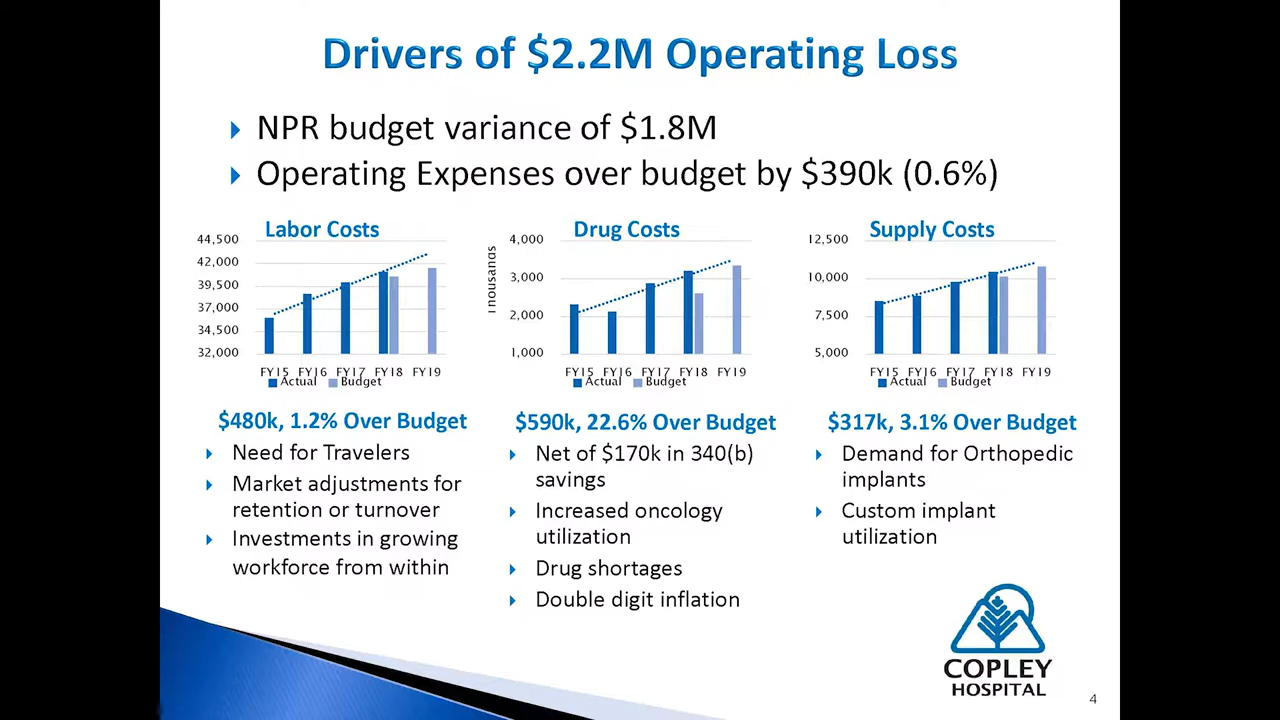 Drivers of $2.2M Operating Loss
NPR budget variance of $1.8M
Operating Expenses over budget by $390k (0.6%)
Labor Costs
44,500
42,000
39,500
37,000
34,500
32,000
FY15 FY16 FY17 FY18 FY19
Actual Budget
$480k, 1.2% Over Budget
Need for Travelers
Market adjustments for
retention or turnover
Investments in growing
workforce from within
Drug Costs
Thousands
4,000
3,000
2,000
1,000
FY15 FY16 FY17 FY18 FY19
Actual Budget
$590k, 22.6% Over Budget
Net of $170k in 340(b)
savings
Increased oncology
utilization
Drug shortages
Double digit inflation
Supply Costs
12,500
10,000
7,500
5,000
FY15 FY16 FY17 FY18 FY19
Actual Budget
$317k, 3.1% Over Budget
Demand for Orthopedic
implants
Custom implant
utilization
COPLEY
HOSPITAL
4